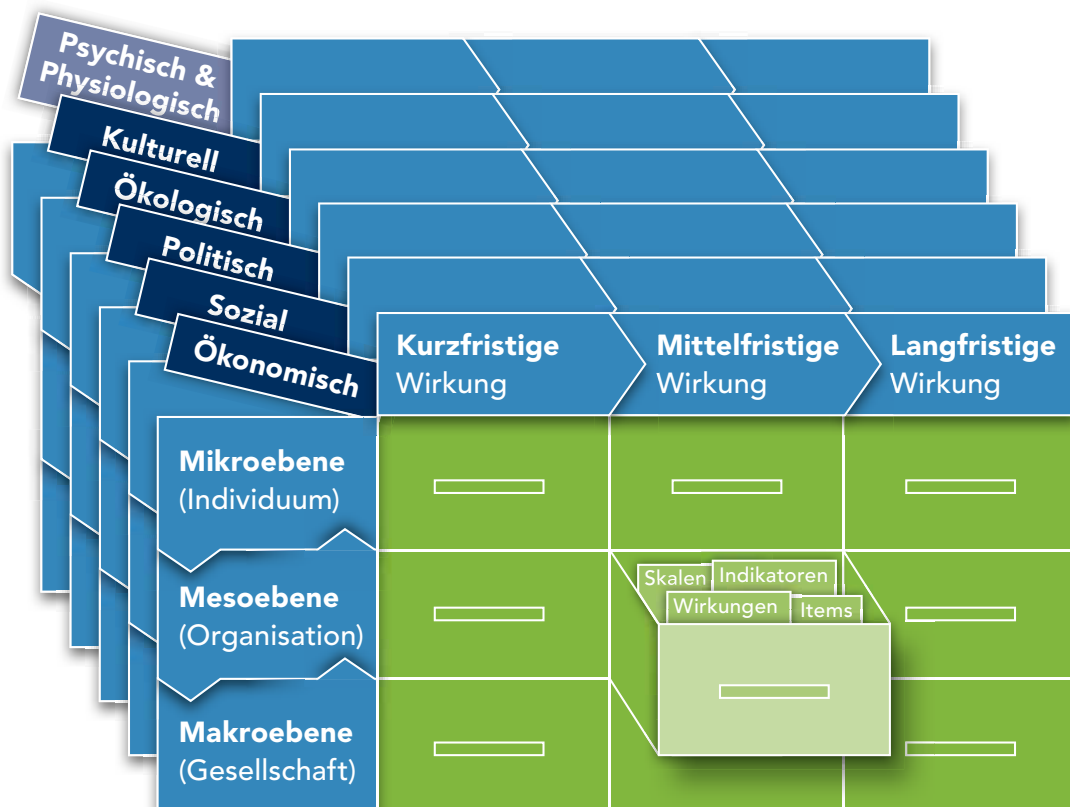 Psychisch &
Physiologisch
Kulturell
Ökologisch
Politisch
Sozial
Ökonomisch
Kurzfristige
Wirkung
Mittelfristige
Wirkung
Langfristige
Wirkung
Mikroebene
(Individuum)
Mesoebene
(Organisation)
Makroebene
(Gesellschaft)
Skalen
Indikatoren
Wirkungen
Items